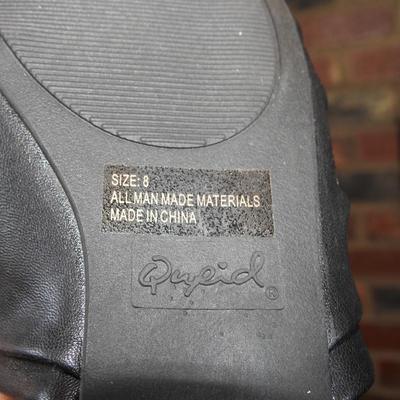 SIZE: 8
ALL MAN MADE MATERIALS
MADE IN CHINA
Qupid
®